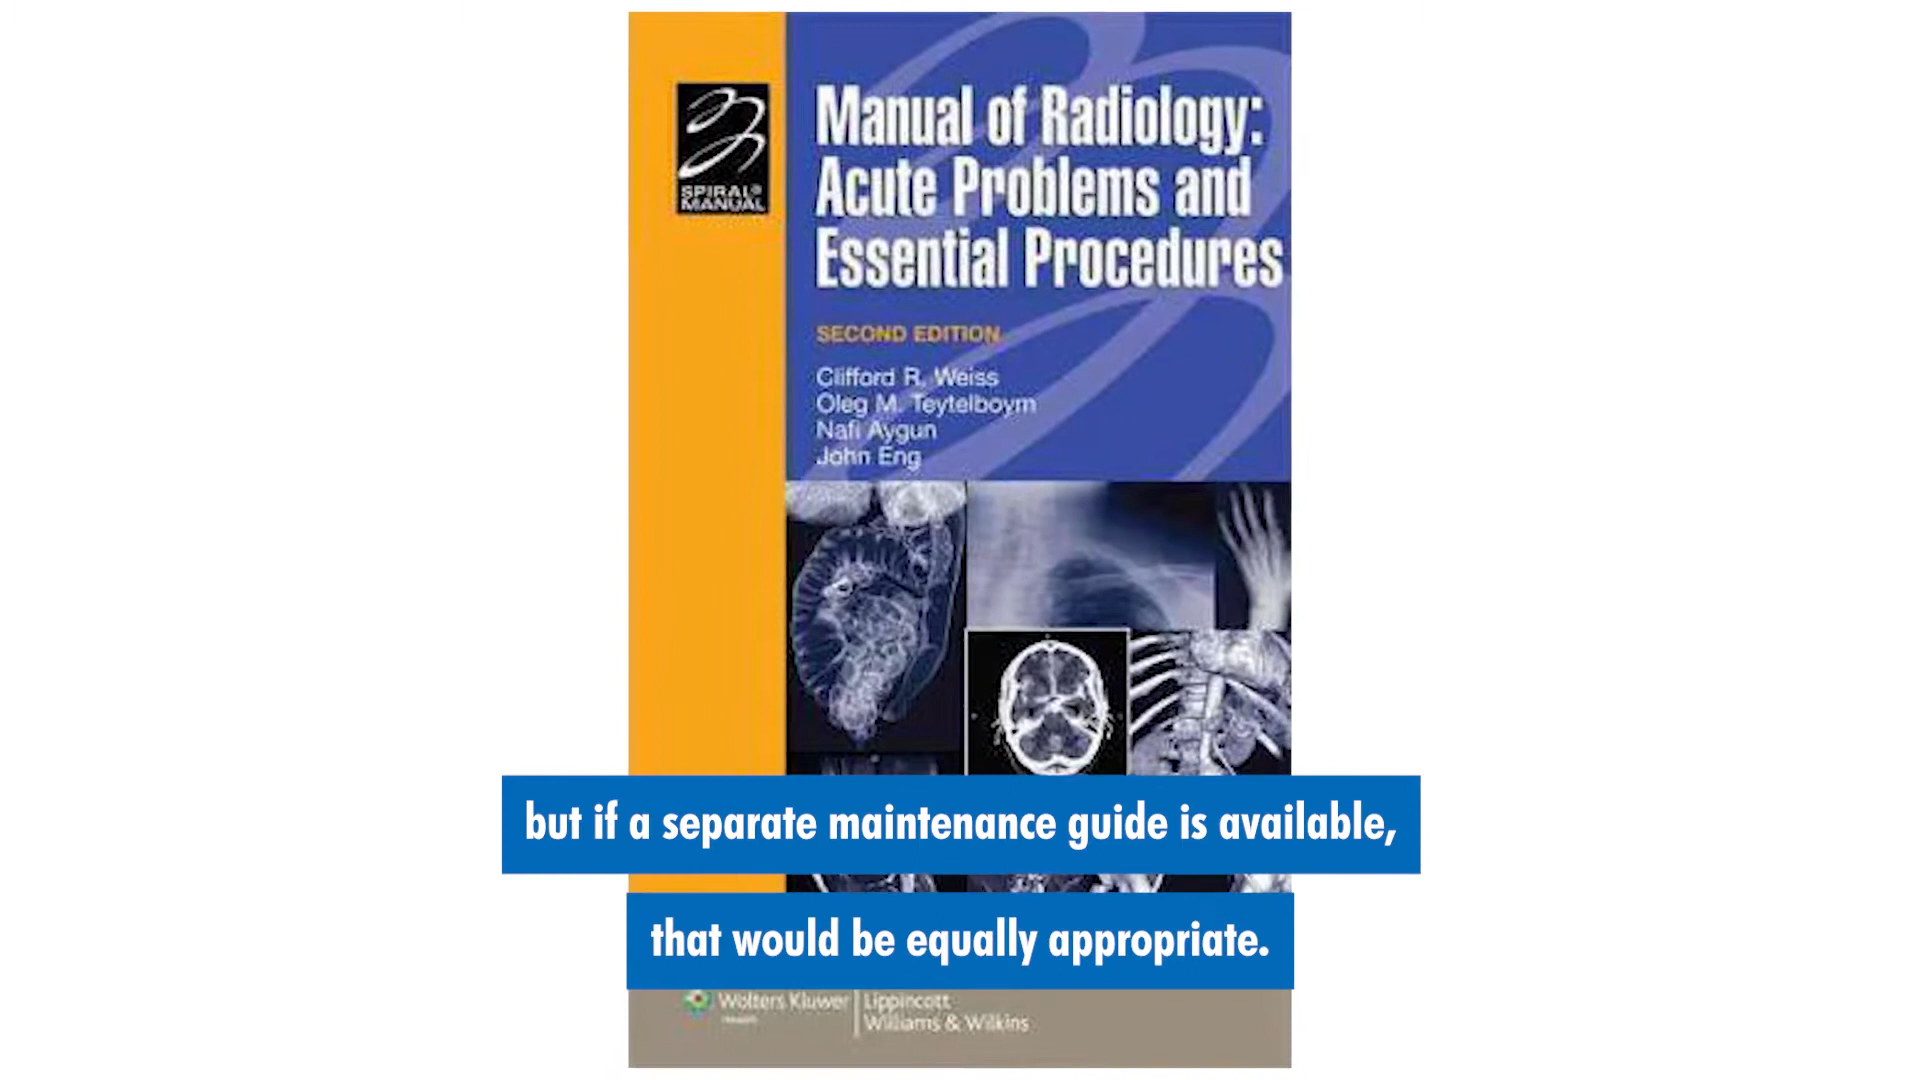 SPIRAL®
MANUAL
Manual of Radiology:
Acute Problems and
Essential Procedures
SECOND EDITION
Clifford R. Weiss
Oleg M. Teytelboym
Nafi Aygun
John Eng
but if a separate maintenance guide is available,
that would be equally appropriate.
Wolters Kluwer
Health
Lippincott
Williams & Wilkins